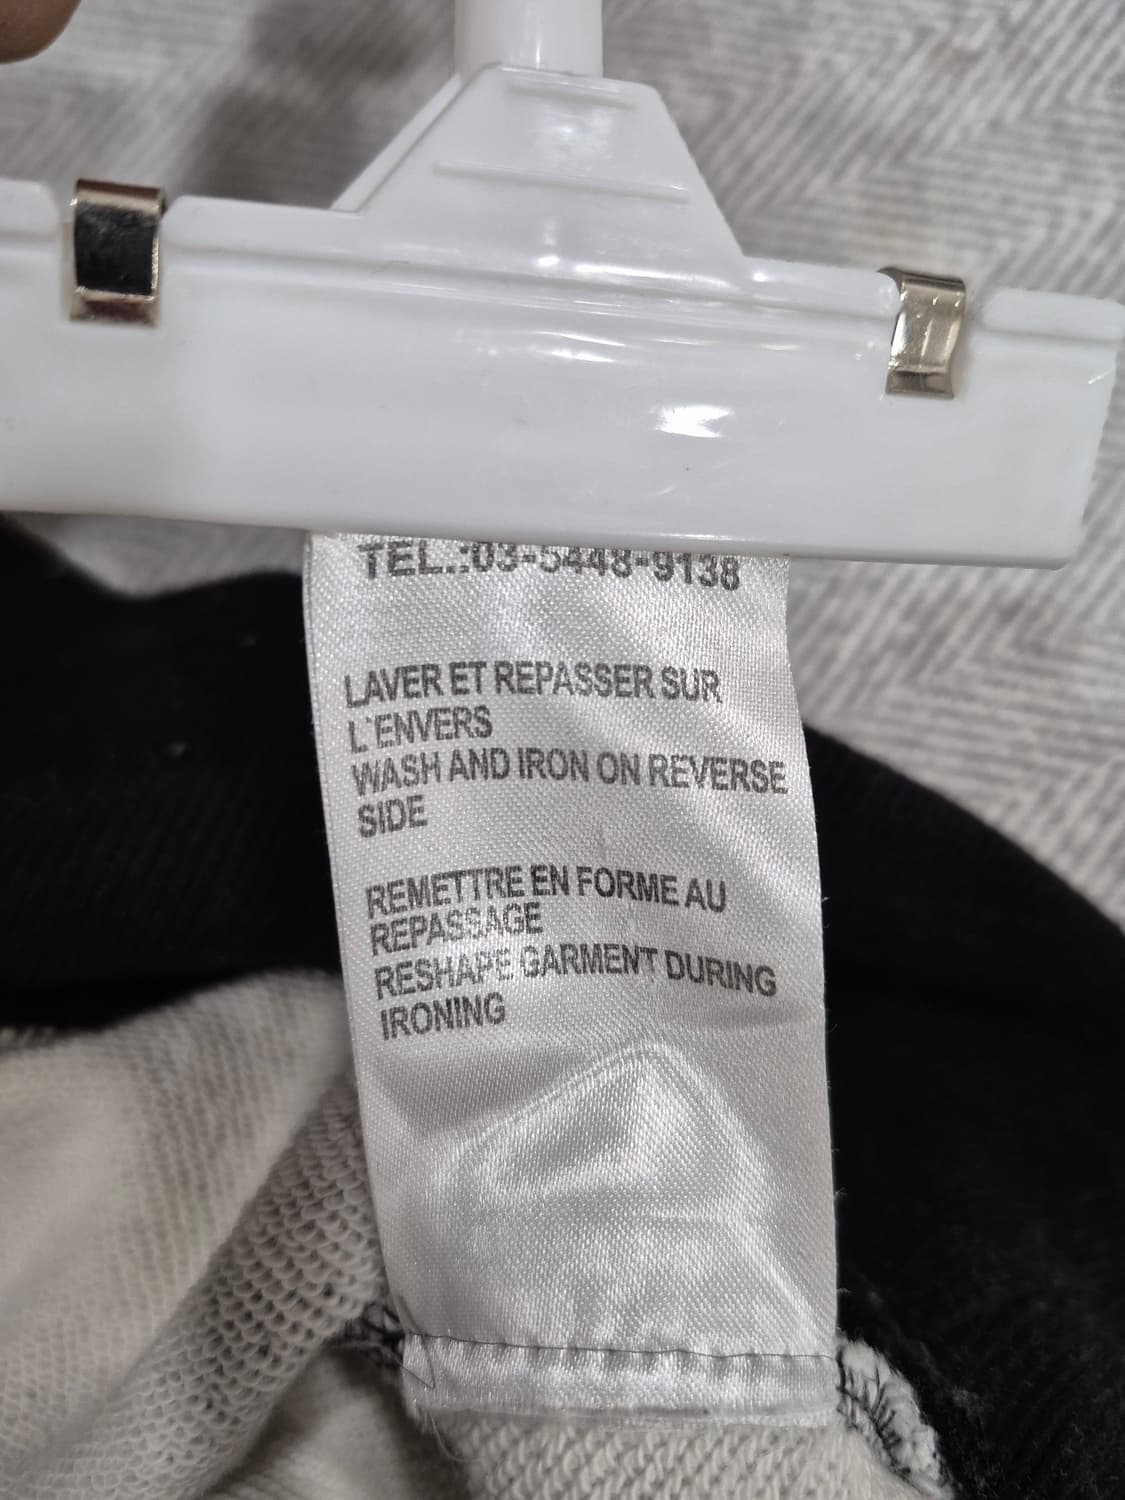 TEL.:03-5448-9138
LAVER ET REPASSER SUR
L'ENVERS
WASH AND IRON ON REVERSE
SIDE
REMETTRE EN FORME AU
REPASSAGE
RESHAPE GARMENT DURING
IRONING